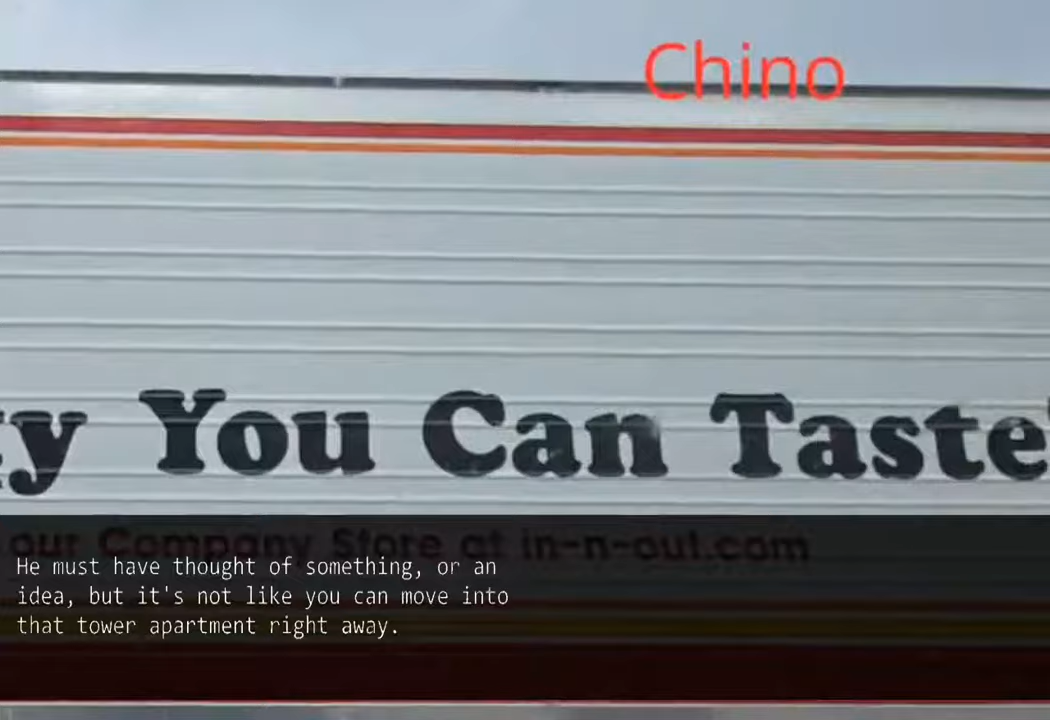 Chino
ty You Can Taste
our Company Store at in-n-out.com
He must have thought of something, or an
idea, but it's not like you can move into
that tower apartment right away.